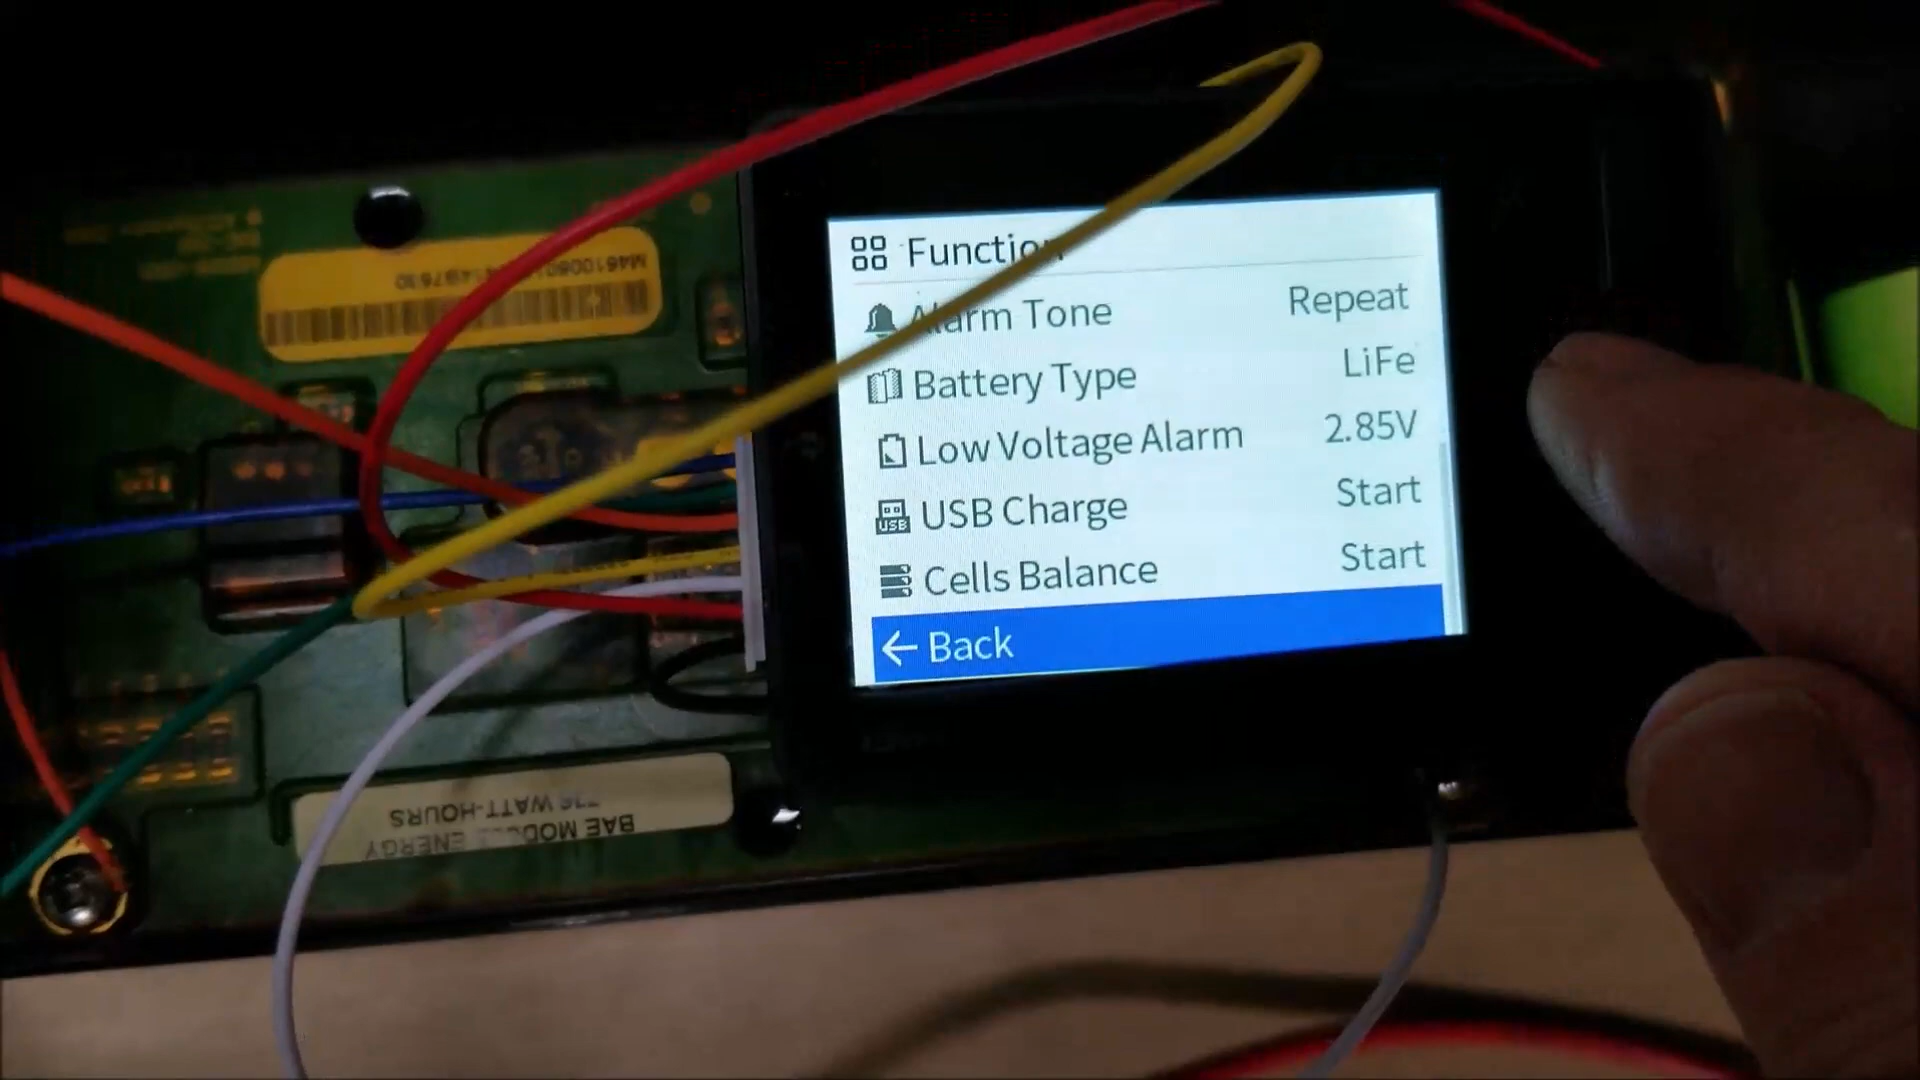 Function
Alarm Tone Repeat
Battery Type LiFe
Low Voltage Alarm 2.85V
USB
USB Charge Start
Cells Balance Start
← Back
BAE MODULE ENERGY
WATT-HOURS